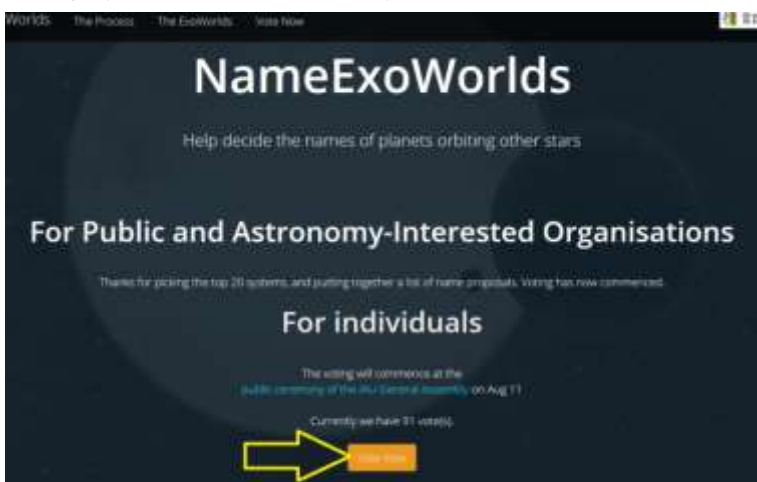 Worlds The Process The ExoWorlds Vote Now
NameExoWorlds
Help decide the names of planets orbiting other stars
For Public and Astronomy-Interested Organisations
Thanks for picking the top 20 systems, and putting together a list of name proposals. Voting has now commenced.
For individuals
The voting will commence at the
public ceremony of the IAU General Assembly on Aug 11
Currently we have 91 vote(s).
Vote Now